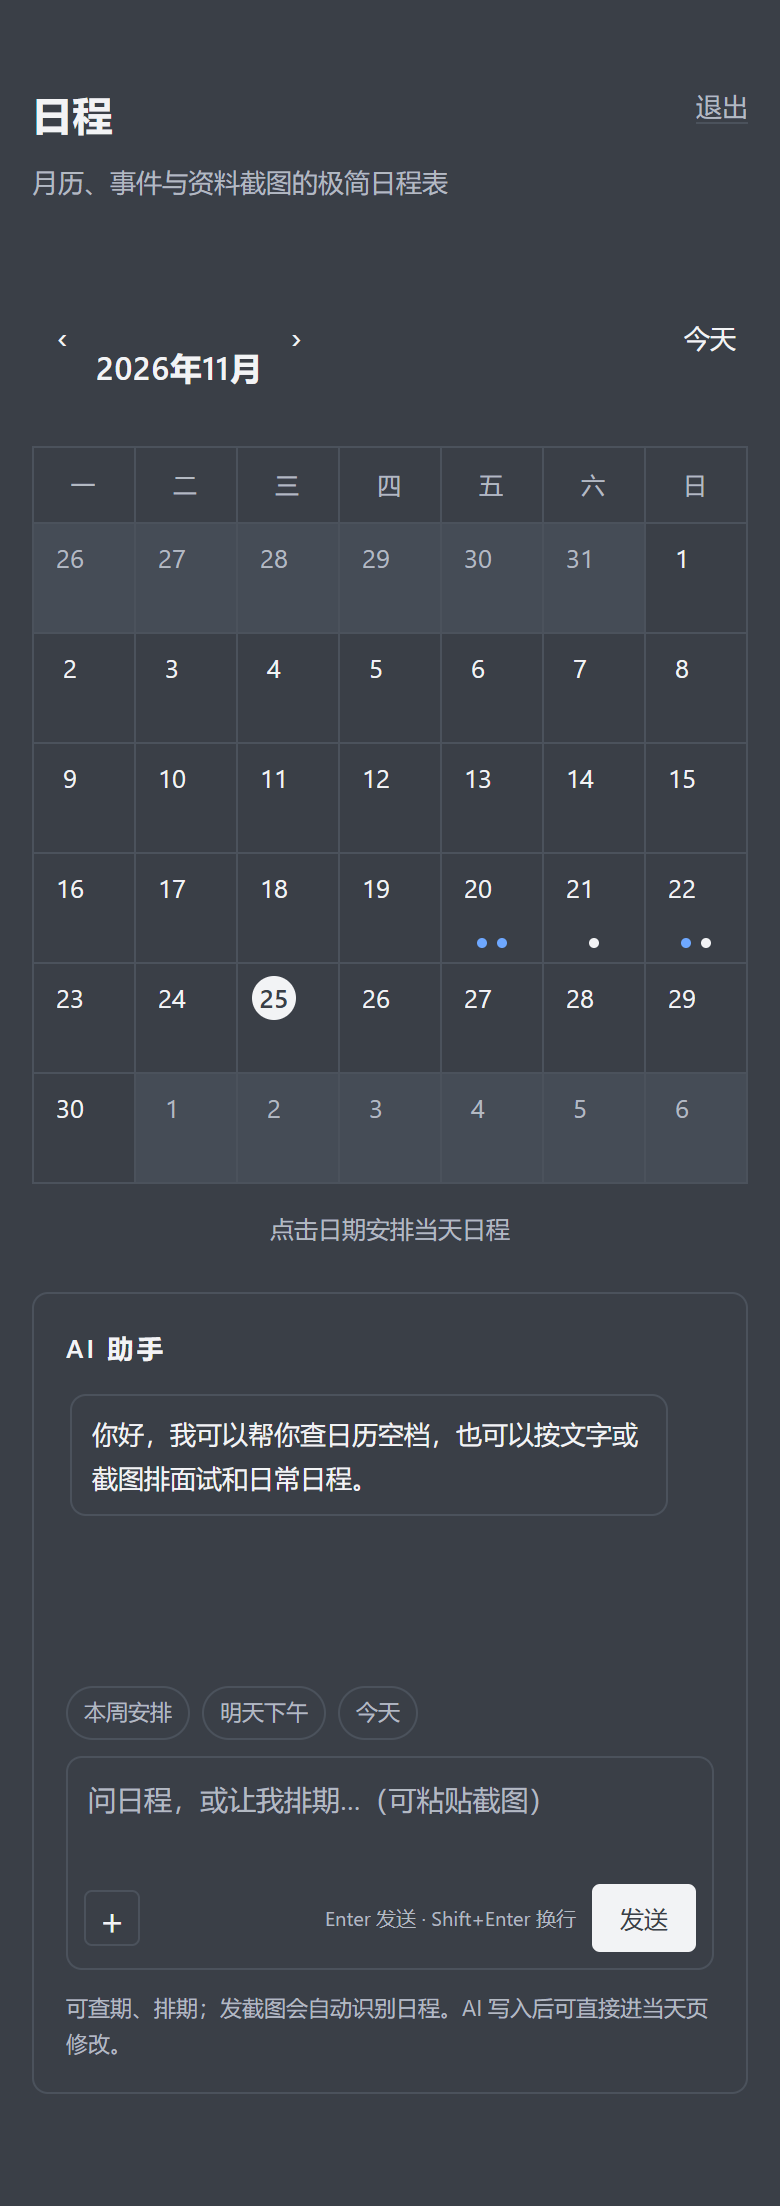 日程
退出
月历、事件与资料截图的极简日程表
‹ 2026年11月 ›
今天
一 二 三 四 五 六 日
26 27 28 29 30 31 1
2 3 4 5 6 7 8
9 10 11 12 13 14 15
16 17 18 19 20 21 22
23 24 25 26 27 28 29
30 1 2 3 4 5 6
点击日期安排当天日程
AI 助手
你好，我可以帮你查日历空档，也可以按文字或
截图排面试和日常日程。
本周安排 明天下午 今天
问日程，或让我排期...（可粘贴截图）
+ Enter 发送 · Shift+Enter 换行 发送
可查期、排期；发截图会自动识别日程。AI 写入后可直接进当天页
修改。